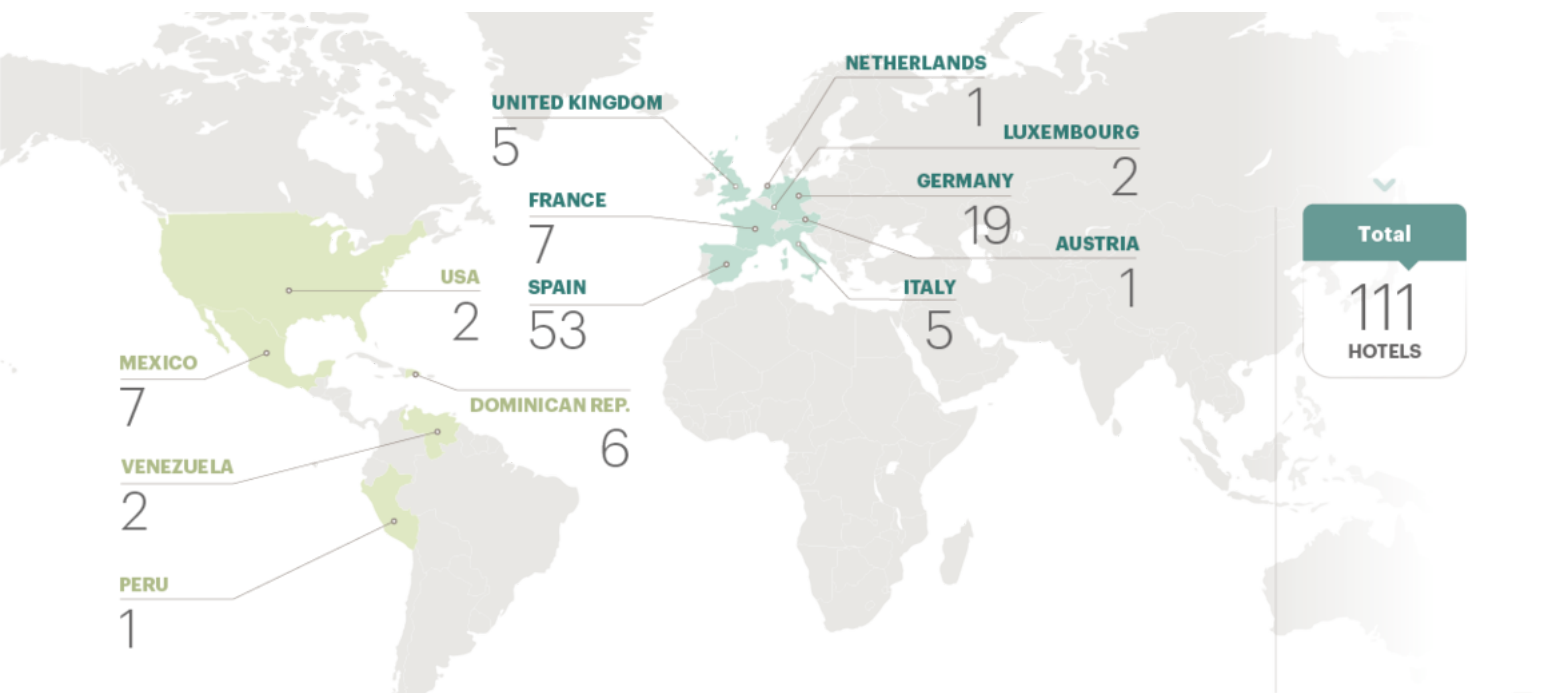 NETHERLANDS
1
UNITED KINGDOM
5
LUXEMBOURG
2
GERMANY
19
FRANCE
7
AUSTRIA
1
USA
2
SPAIN
53
ITALY
5
MEXICO
7
DOMINICAN REP.
6
VENEZUELA
2
PERU
1
Total
111
HOTELS